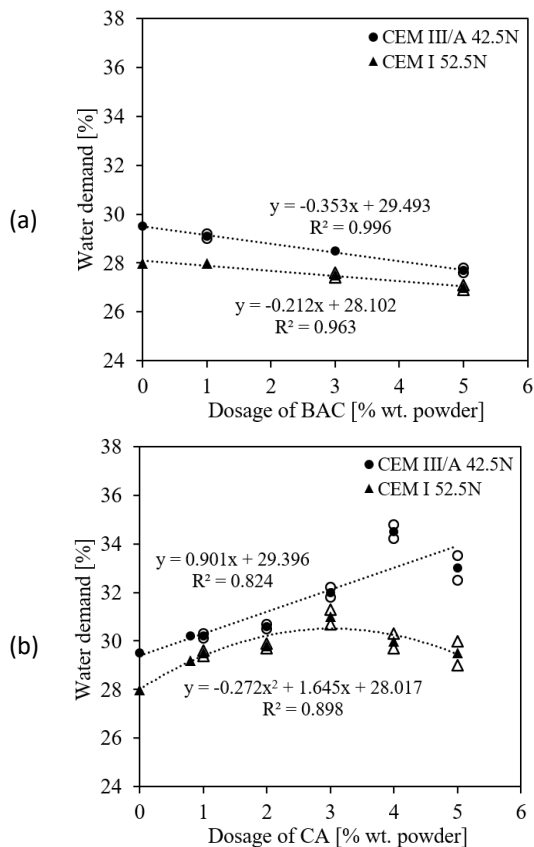 (a)
Water demand [%]
38
36
34
32
30
28
26
24
CEM III/A 42.5N
CEM I 52.5N
y = -0.353x + 29.493
R² = 0.996
y = -0.212x + 28.102
R² = 0.963
0 1 2 3 4 5 6
Dosage of BAC [% wt. powder]
(b)
Water demand [%]
38
36
34
32
30
28
26
24
CEM III/A 42.5N
CEM I 52.5N
y = 0.901x + 29.396
R² = 0.824
y = -0.272x² + 1.645x + 28.017
R² = 0.898
0 1 2 3 4 5 6
Dosage of CA [% wt. powder]